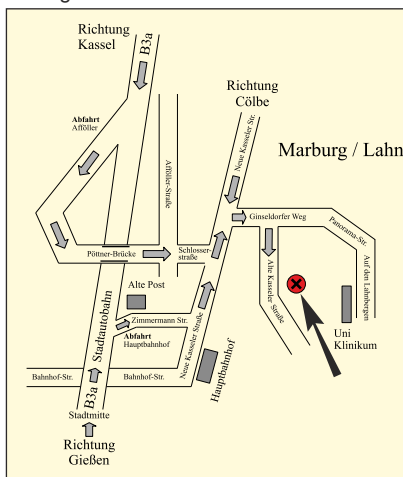 Richtung
Kassel
B3a
Richtung
Cölbe
Abfahrt
Afföller
Neue Kasseler Str.
Marburg / Lahn
Afföller-Straße
Ginseldorfer Weg
Panorama-Str.
Pöttner-Brücke
Schlosser-
straße
Alte Kasseler
Straße
Auf den Lahnbergen
Alte Post
Stadtautobahn
Zimmermann Str.
Abfahrt
Hauptbahnhof
Neue Kasseler Straße
Hauptbahnhof
Uni
Klinikum
Bahnhof-Str.
Bahnhof-Str.
B3a
Stadtmitte
Richtung
Gießen